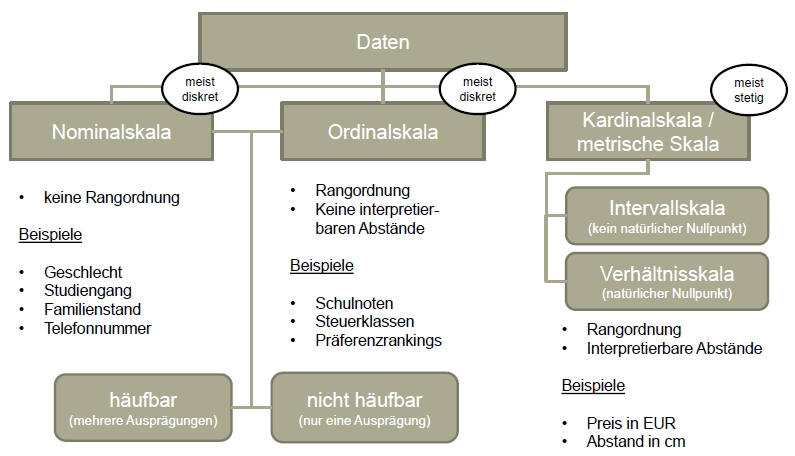 Daten
meist
diskret
meist
diskret
meist
stetig
Nominalskala
Ordinalskala
Kardinalskala /
metrische Skala
• keine Rangordnung
Beispiele
• Geschlecht
• Studiengang
• Familienstand
• Telefonnummer
• Rangordnung
• Keine interpretier-
baren Abstände
Beispiele
• Schulnoten
• Steuerklassen
• Präferenzrankings
Intervallskala
(kein natürlicher Nullpunkt)
Verhältnisskala
(natürlicher Nullpunkt)
• Rangordnung
• Interpretierbare Abstände
Beispiele
• Preis in EUR
• Abstand in cm
häufbar
(mehrere Ausprägungen)
nicht häufbar
(nur eine Ausprägung)